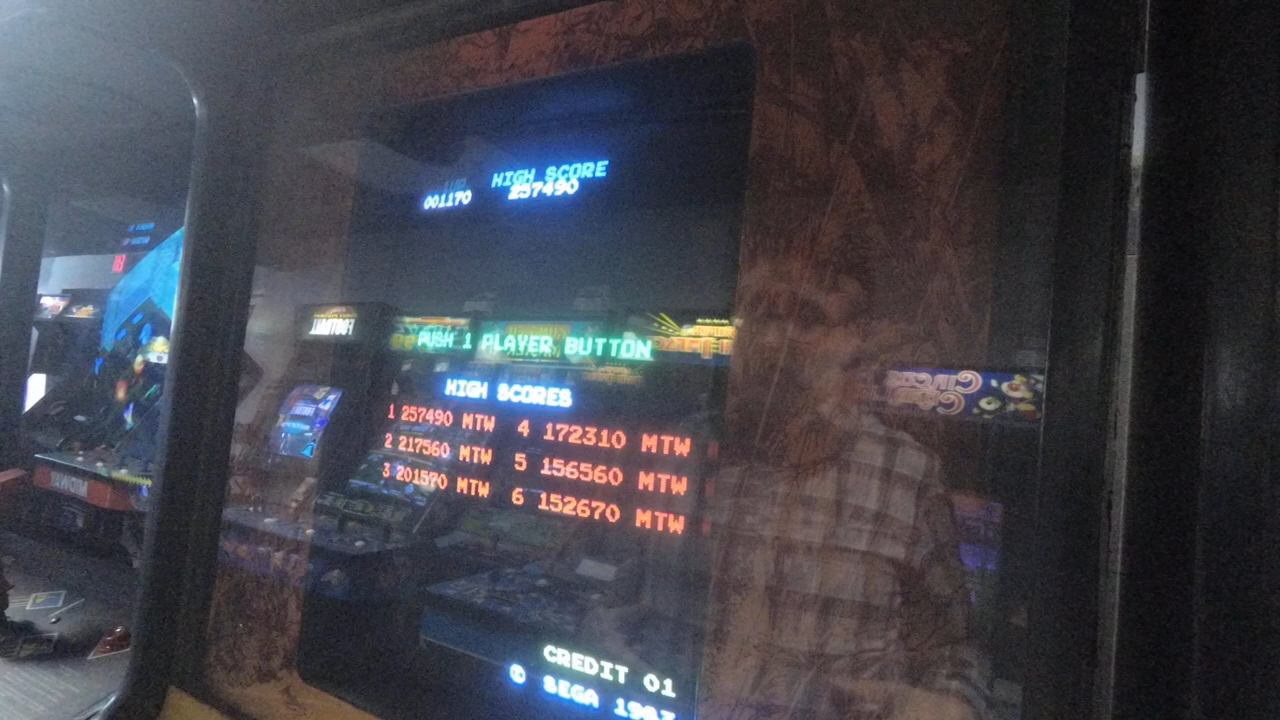 HIGH SCORE
001170 257490
PUSH 1 PLAYER BUTTON
HIGH SCORES
1 257490 MTW 4 172310 MTW
2 217560 MTW 5 156560 MTW
3 201570 MTW 6 152670 MTW
CREDIT 01
© SEGA
FOOTBALL